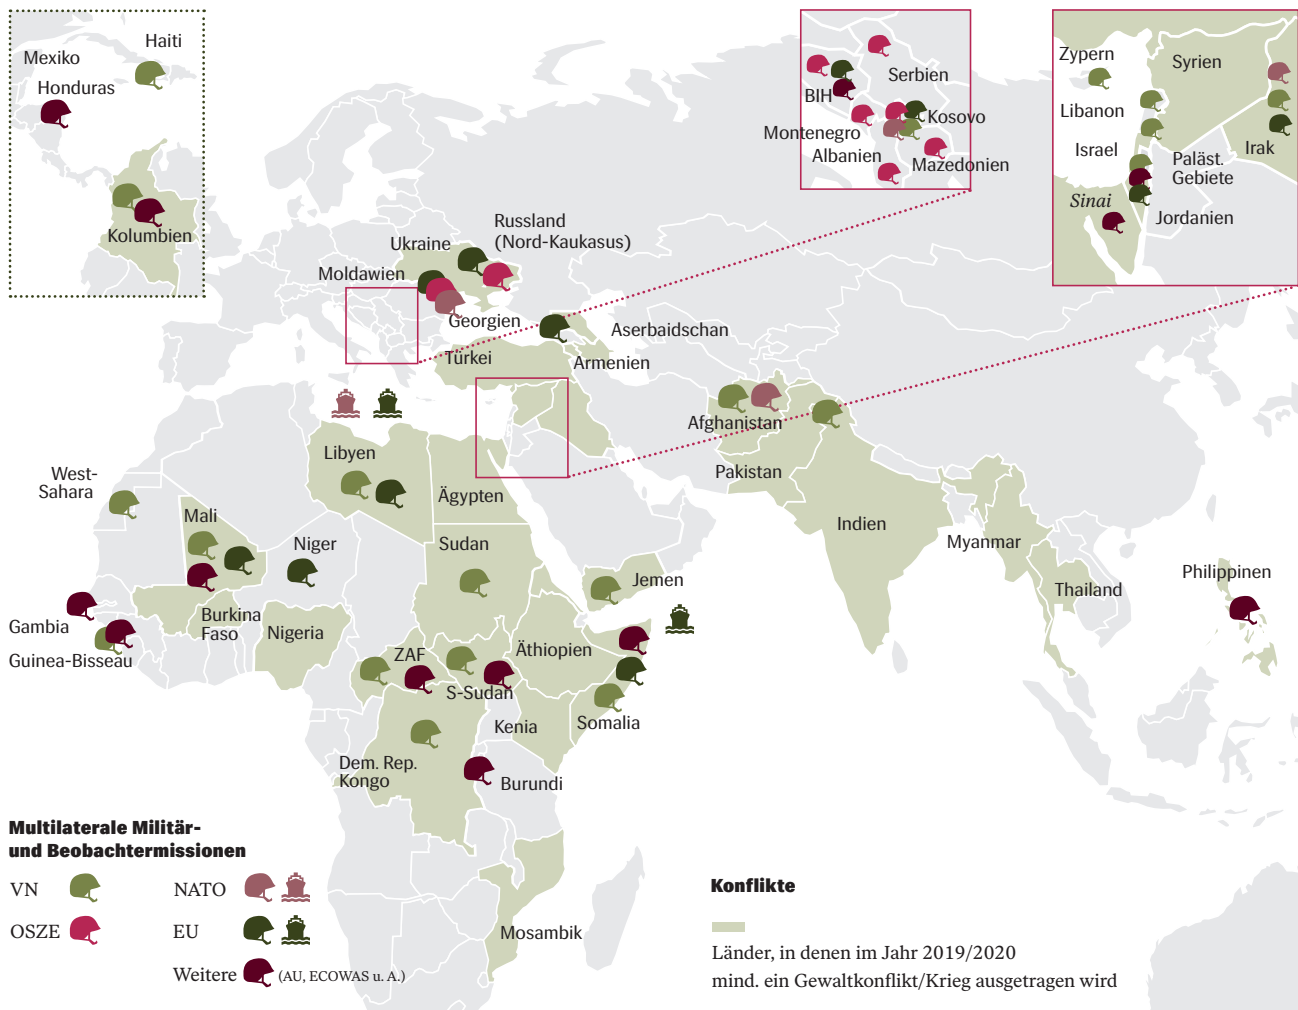 Haiti
Mexiko
Honduras
Kolumbien
Serbien
BIH
Kosovo
Montenegro
Albanien
Mazedonien
Zypern
Syrien
Libanon
Israel
Irak
Paläst.
Gebiete
Sinai
Jordanien
Russland
(Nord-Kaukasus)
Ukraine
Moldawien
Georgien
Aserbaidschan
Türkei
Armenien
Afghanistan
Pakistan
Libyen
Ägypten
West-
Sahara
Mali
Niger
Sudan
Indien
Myanmar
Jemen
Thailand
Philippinen
Gambia
Burkina
Faso
Nigeria
Guinea-Bissau
ZAF
Äthiopien
S-Sudan
Kenia
Somalia
Dem. Rep.
Kongo
Burundi
Mosambik
Multilaterale Militär-
und Beobachtermissionen
VN
NATO
OSZE
EU
Weitere
(AU, ECOWAS u. A.)
Konflikte
Länder, in denen im Jahr 2019/2020
mind. ein Gewaltkonflikt/Krieg ausgetragen wird